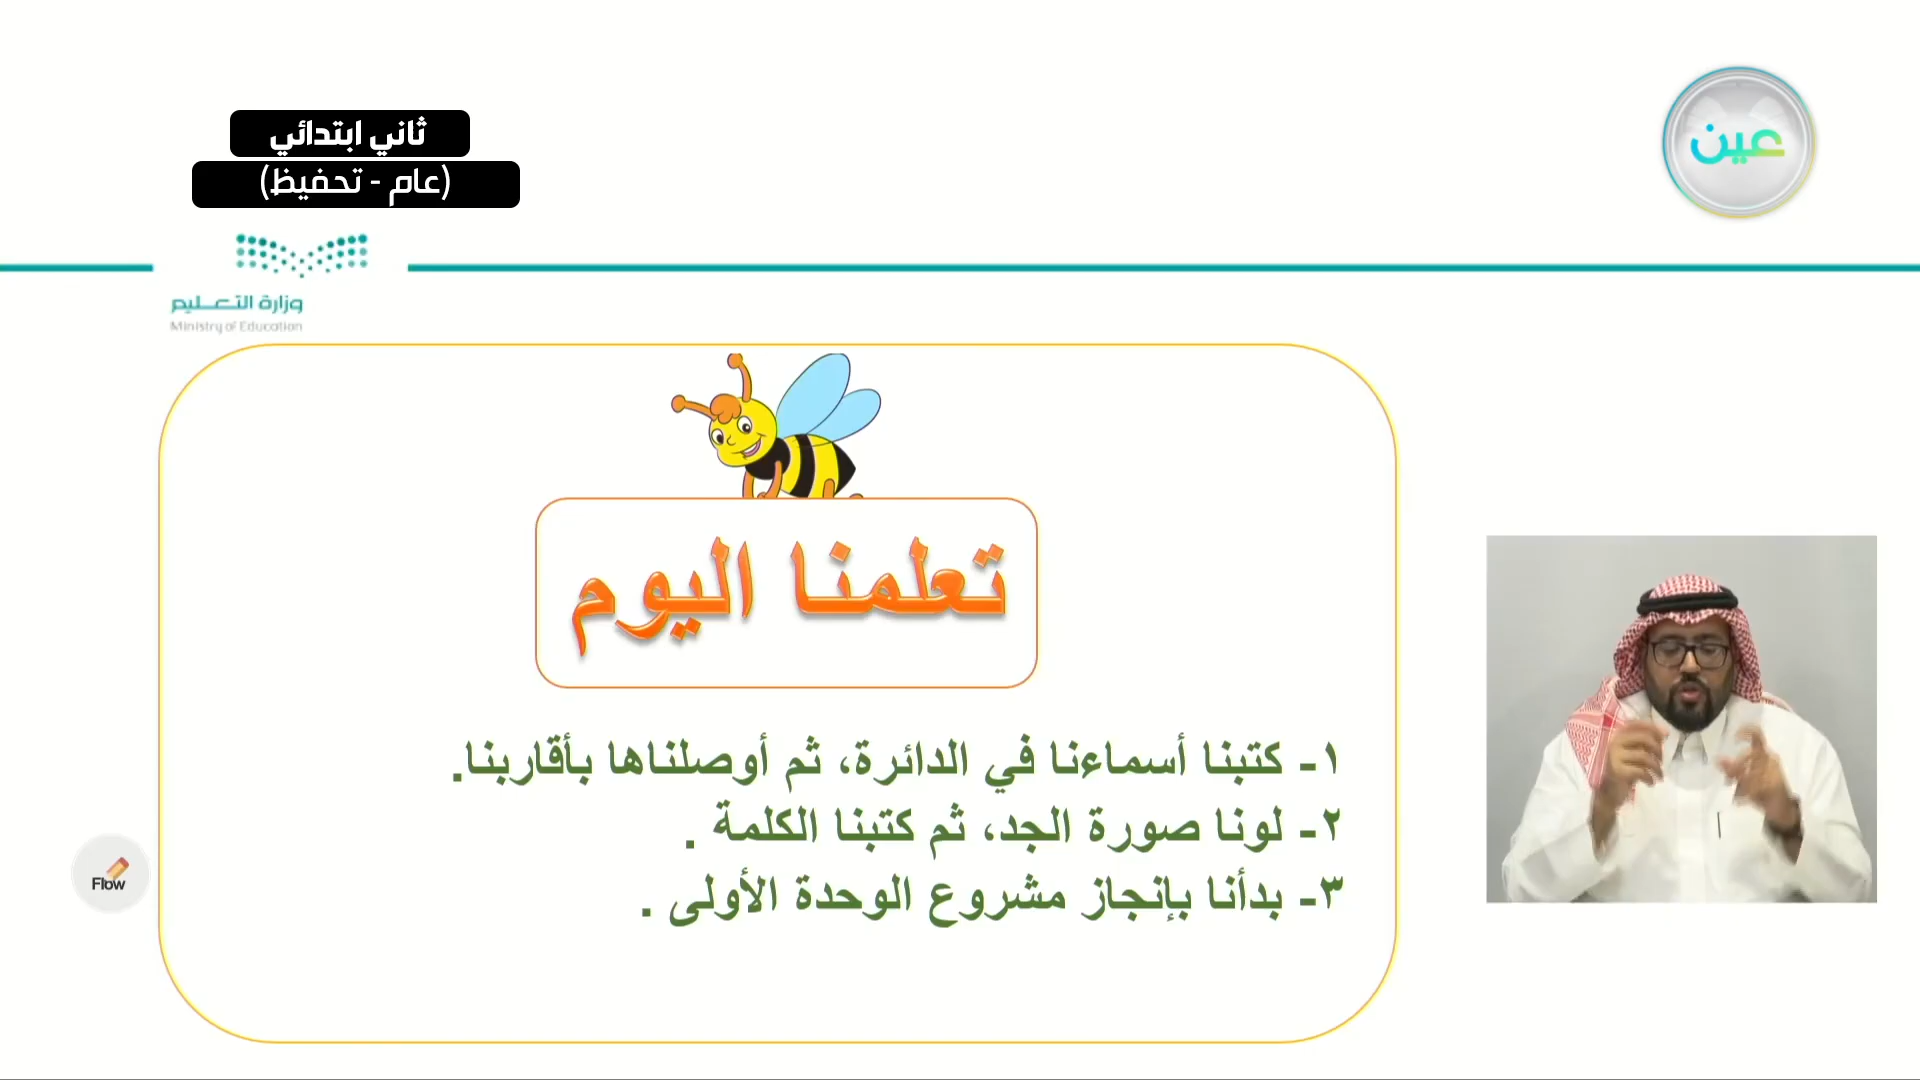 ثاني ابتدائي
(عام - تحفيظ)
عين
وزارة التعليم
Ministry of Education
تعلمنا اليوم
١- كتبنا أسماءنا في الدائرة، ثم أوصلناها بأقاربنا.
٢- لونا صورة الجد، ثم كتبنا الكلمة .
٣- بدأنا بإنجاز مشروع الوحدة الأولى .
Flow